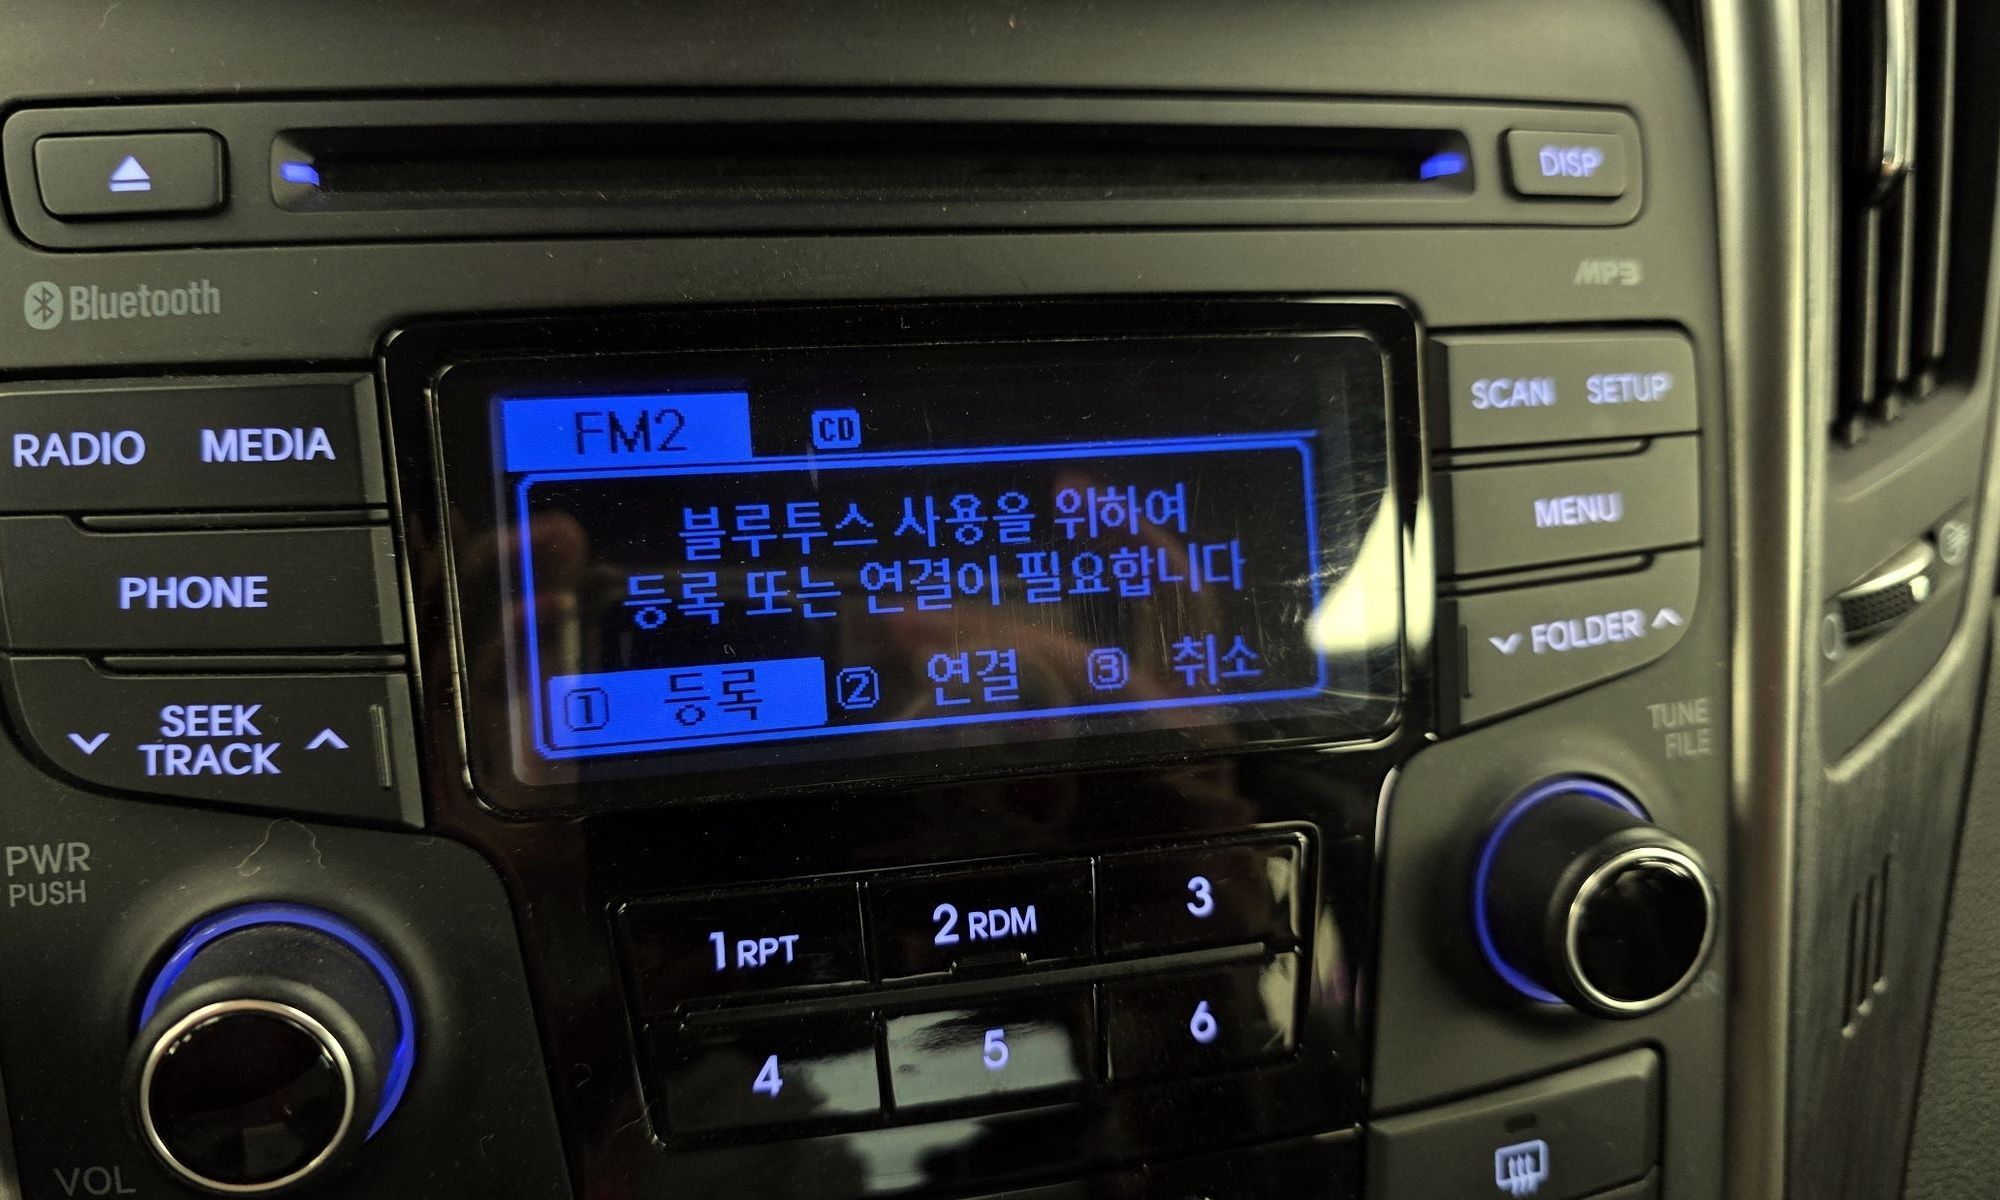 DISP
Bluetooth
MP3
RADIO MEDIA
FM2 CD
SCAN SETUP
블루투스 사용을 위하여
등록 또는 연결이 필요합니다
① 등록 ② 연결 ③ 취소
MENU
PHONE
FOLDER
SEEK
TRACK
TUNE
FILE
PWR
PUSH
1 RPT 2 RDM 3
4 5 6
VOL